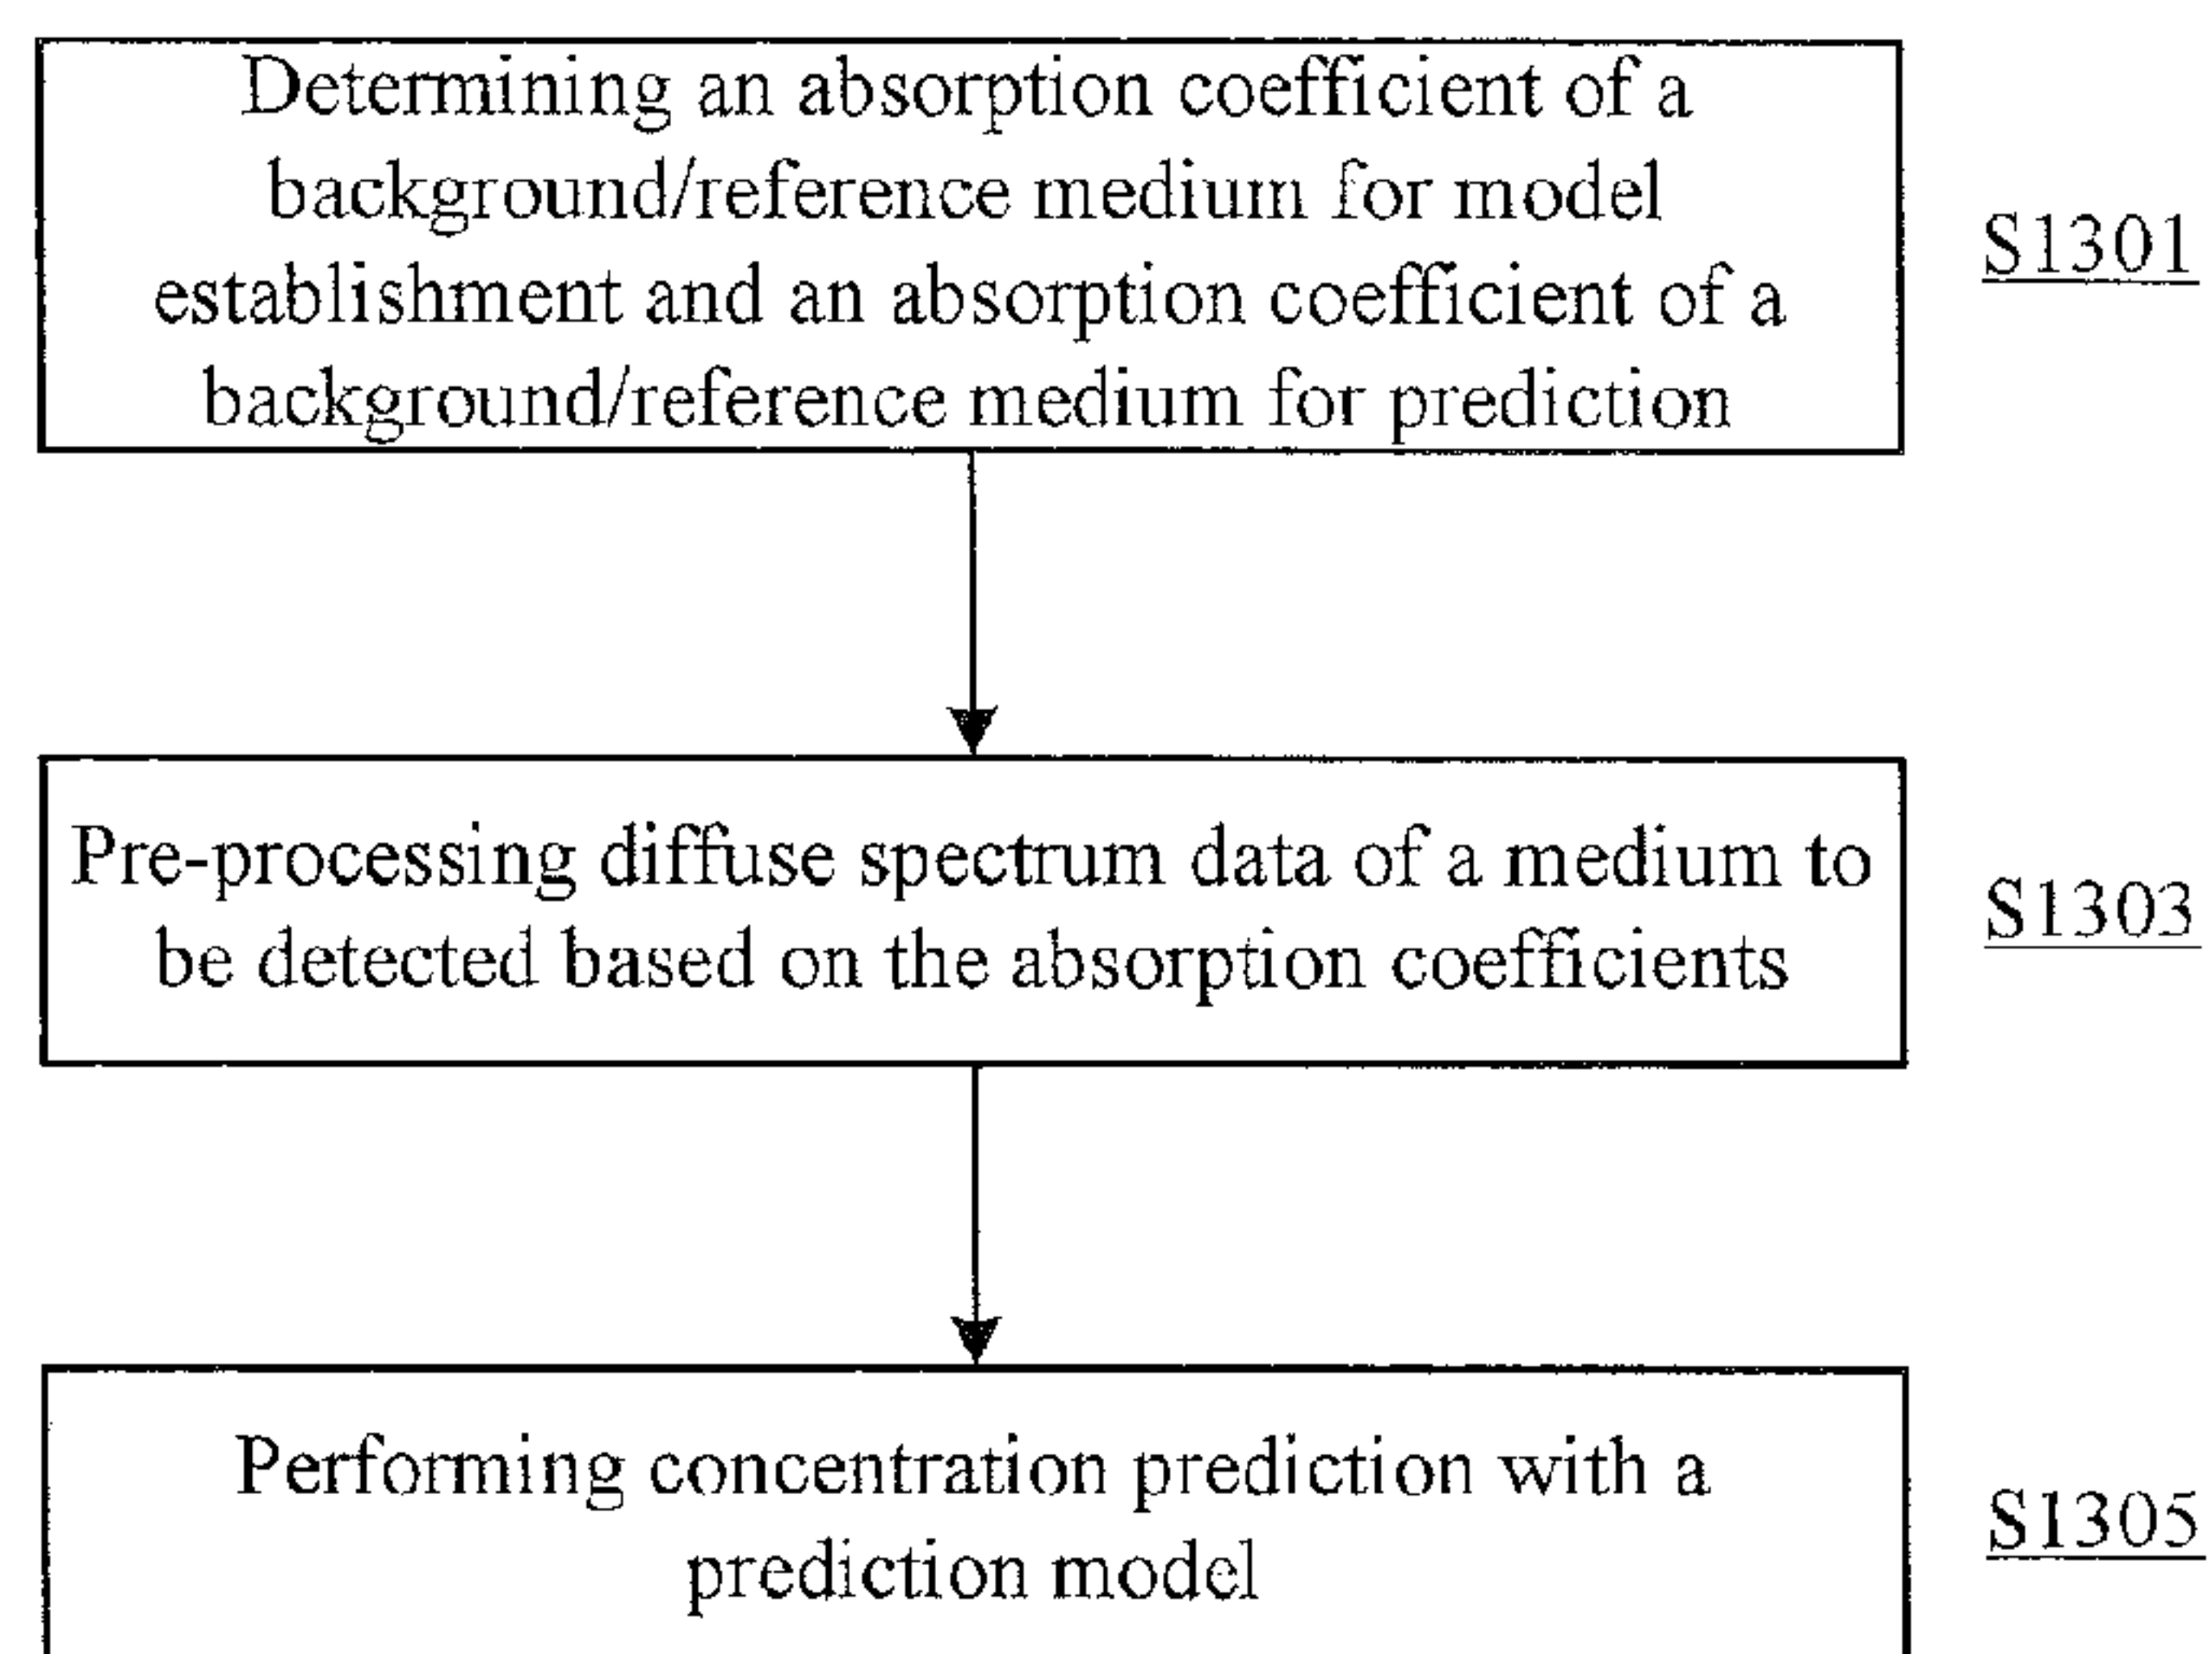 Determining an absorption coefficient of a
background/reference medium for model
establishment and an absorption coefficient of a
background/reference medium for prediction
S1301
Pre-processing diffuse spectrum data of a medium to
be detected based on the absorption coefficients
S1303
Performing concentration prediction with a
prediction model
S1305